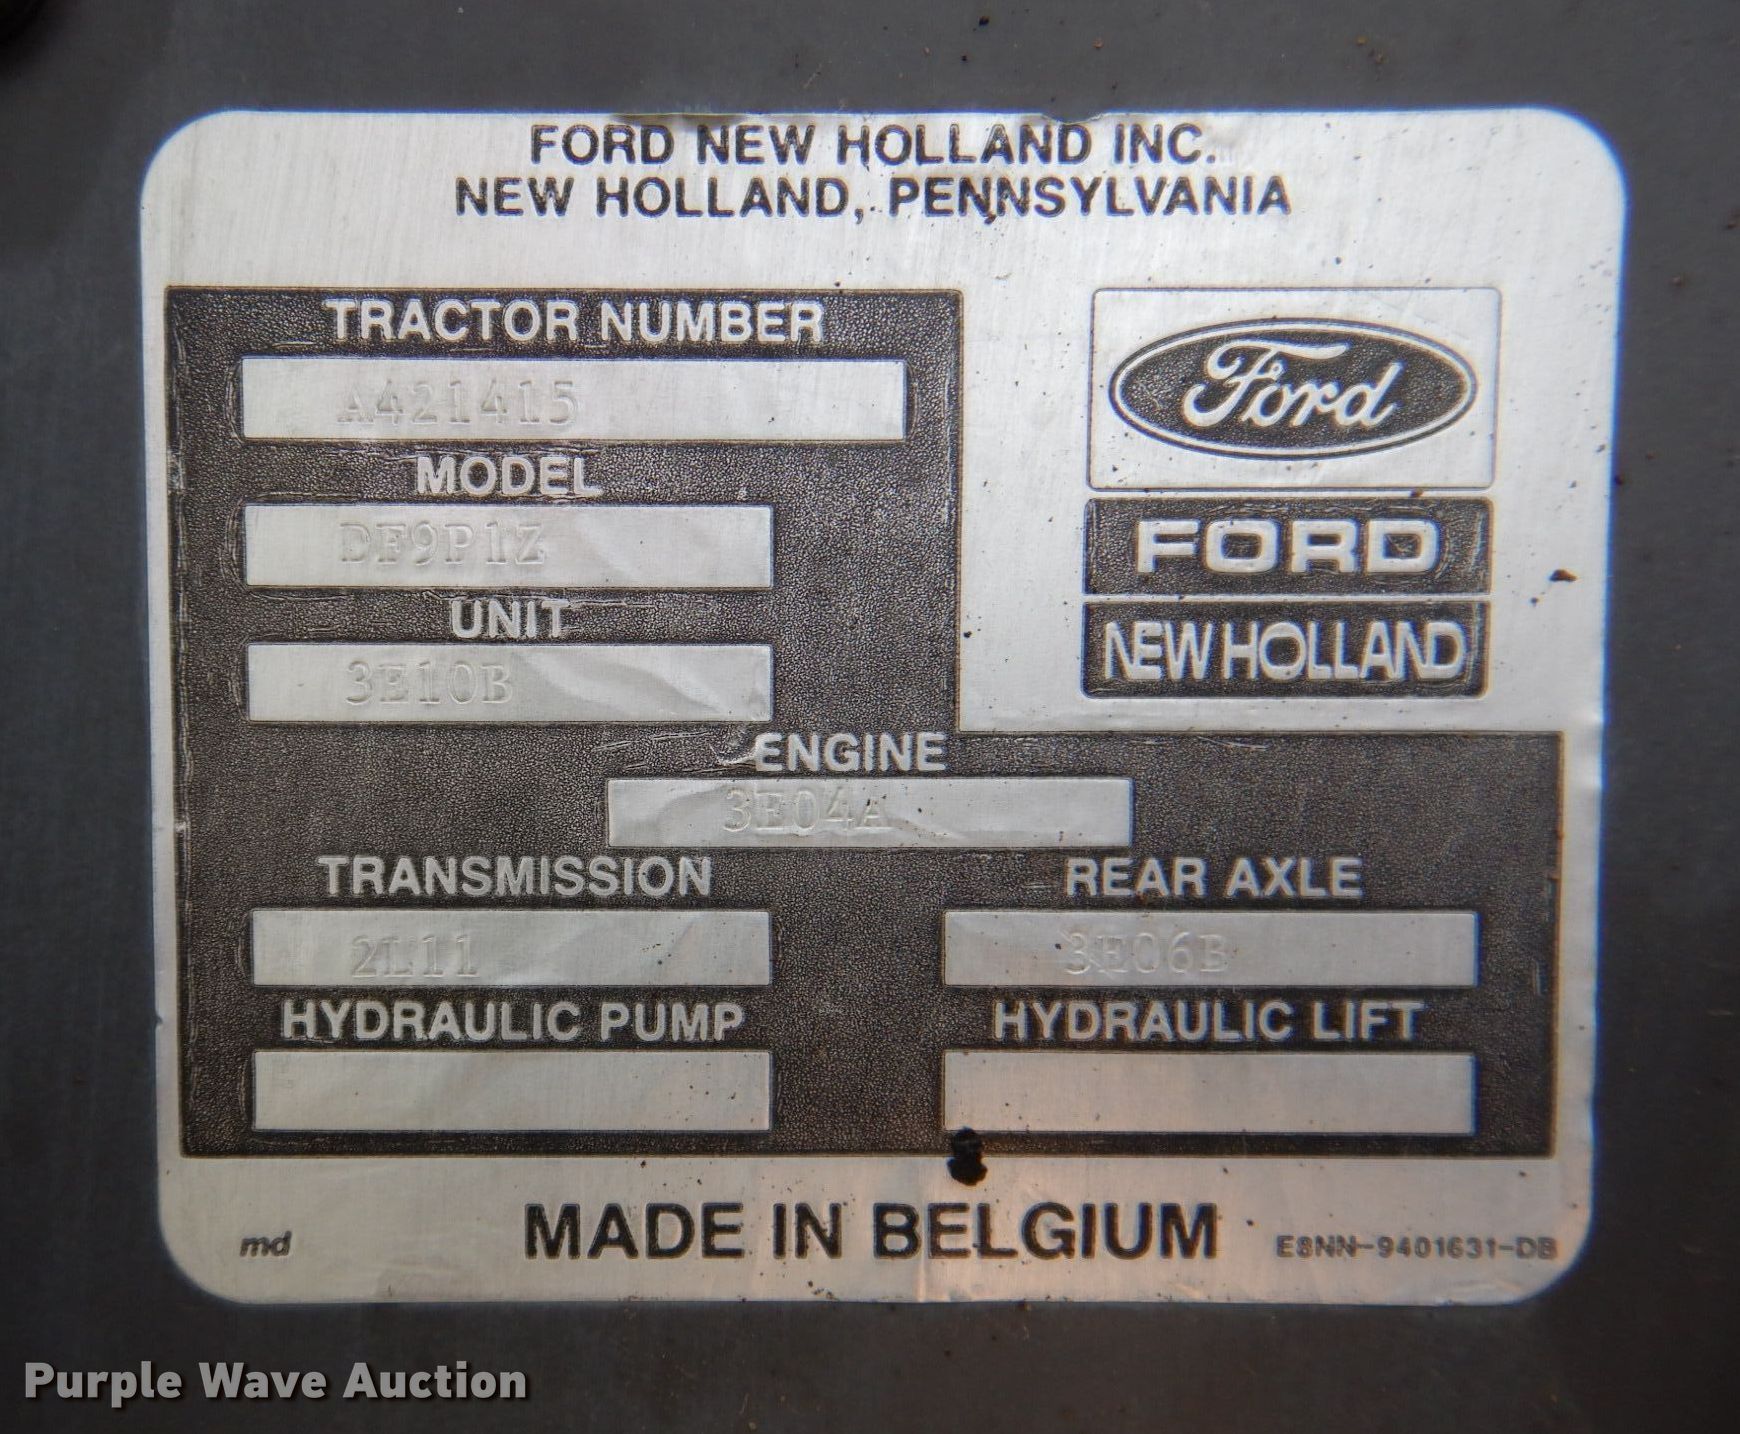 FORD NEW HOLLAND INC.
NEW HOLLAND, PENNSYLVANIA
TRACTOR NUMBER
A421415
MODEL
DF9P1Z
UNIT
3E10B
Ford
FORD
NEW HOLLAND
ENGINE
3E04A
TRANSMISSION
2L11
REAR AXLE
3E06B
HYDRAULIC PUMP
HYDRAULIC LIFT
md
MADE IN BELGIUM
E8NN-9401631-DB
Purple Wave Auction